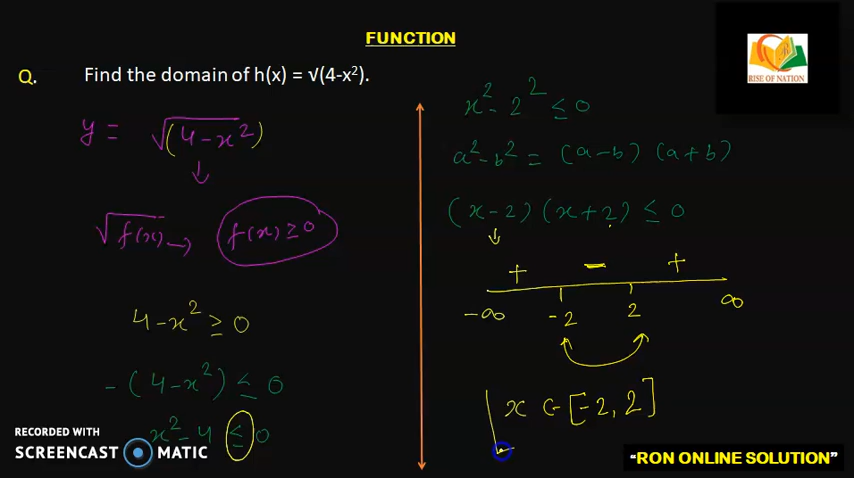 FUNCTION
Q. Find the domain of h(x) = √(4-x²).
y = √(4-x²)
↓
√f(x) → f(x) ≥ 0
4-x² ≥ 0
-(4-x²) ≤ 0
x²-4 ≤ 0
RECORDED WITH
SCREENCAST MATIC
RISE OF NATION
x²-2² ≤ 0
a²-b² = (a-b) (a+b)
(x-2) (x+2) ≤ 0
↓
+ - +
-∞ -2 2 ∞
x ∈ [-2, 2]
“RON ONLINE SOLUTION”